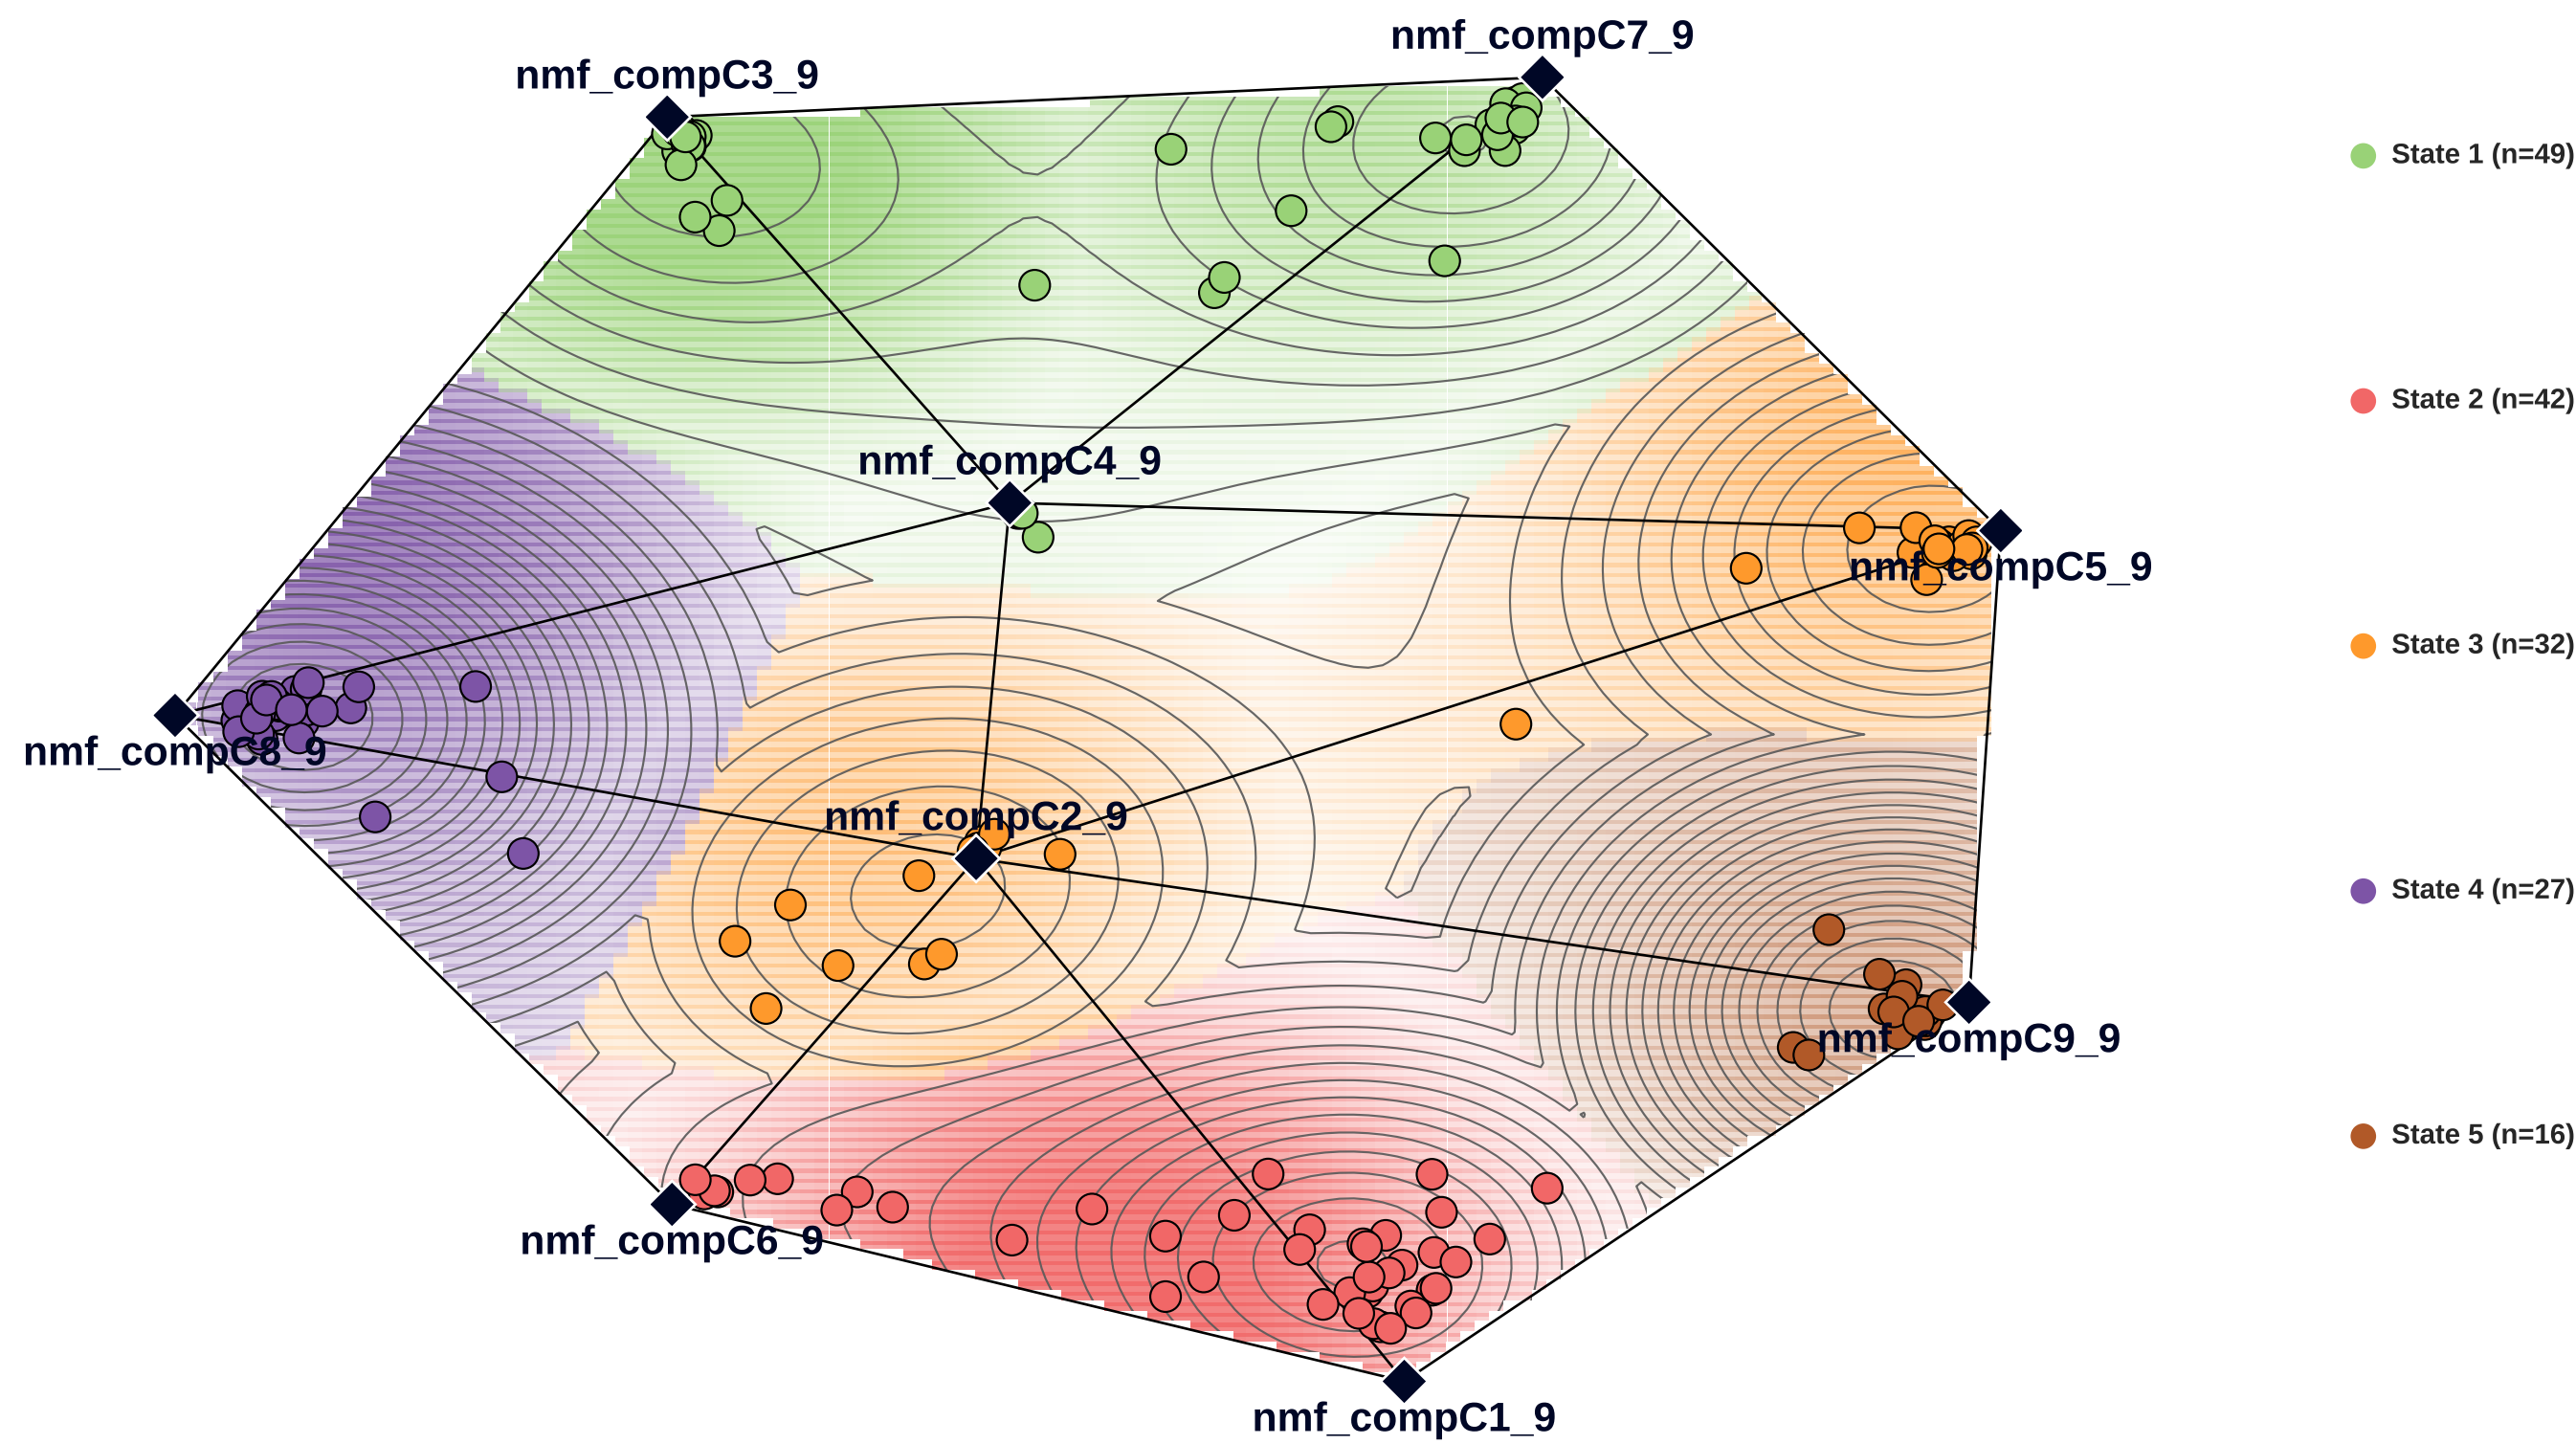 nmf_compC7_9
nmf_compC3_9
State 1 (n=49)
State 2 (n=42)
nmf_compC4_9
nmf_compC5_9
State 3 (n=32)
nmf_compC8_9
nmf_compC2_9
State 4 (n=27)
nmf_compC9_9
State 5 (n=16)
nmf_compC6_9
nmf_compC1_9